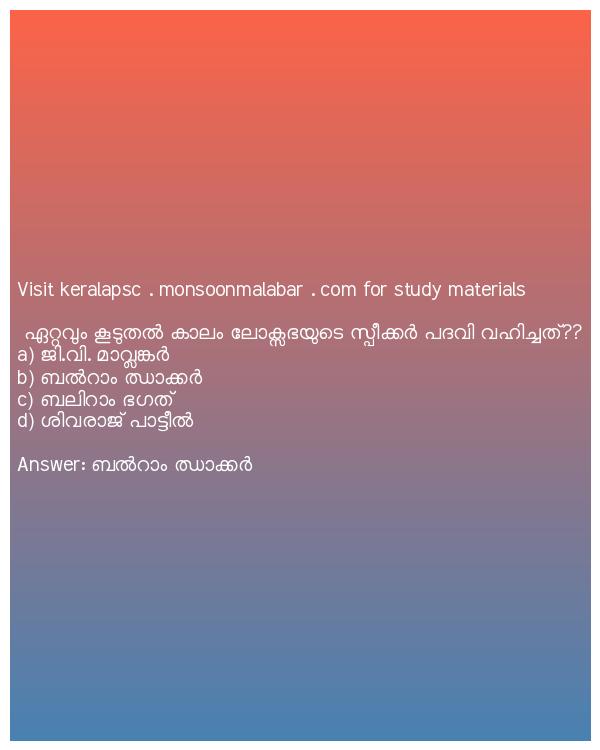 Visit keralapsc . monsoonmalabar . com for study materials
ഏറ്റവും കൂടുതൽ കാലം ലോക്സഭയുടെ സ്പീക്കർ പദവി വഹിച്ചത്??
a) ജി.വി. മാവ്ലങ്കർ
b) ബൽറാം ഝാക്കർ
c) ബലിറാം ഭഗത്
d) ശിവരാജ് പാട്ടീൽ
Answer: ബൽറാം ഝാക്കർ